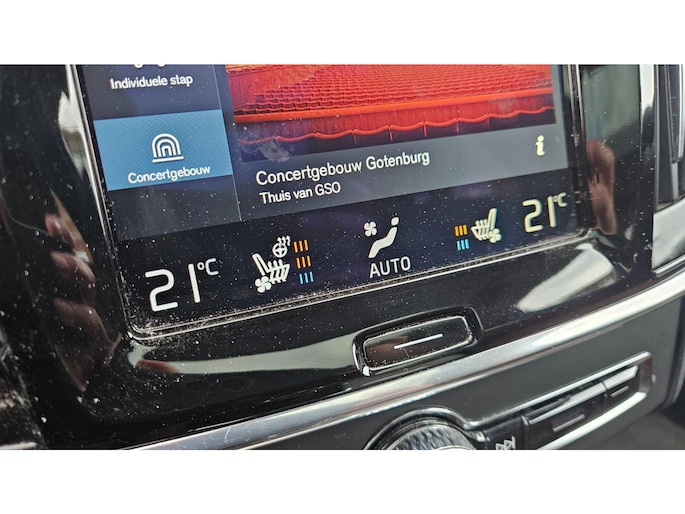 Individuele stap
Concertgebouw
Concertgebouw Gotenburg
Thuis van GSO
i
21°C
AUTO
21°C